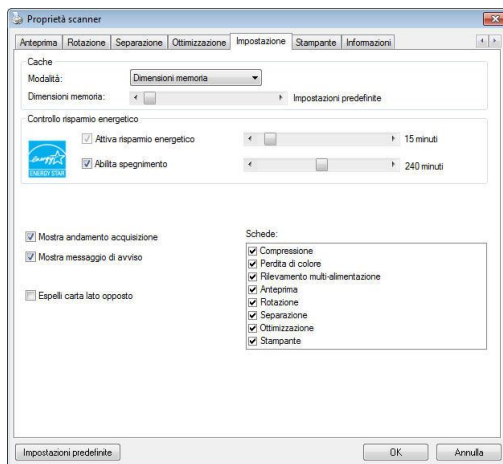 Proprietà scanner
Anteprima Rotazione Separazione Ottimizzazione Impostazione Stampante Informazioni
Cache
Modalità: Dimensioni memoria
Dimensioni memoria: Impostazioni predefinite
Controllo risparmio energetico
Attiva risparmio energetico 15 minuti
energy
ENERGY STAR
Abilita spegnimento 240 minuti
Mostra andamento acquisizione
Mostra messaggio di avviso
Espelli carta lato opposto
Schede:
Compressione
Perdita di colore
Rilevamento multi-alimentazione
Anteprima
Rotazione
Separazione
Ottimizzazione
Stampante
Impostazioni predefinite OK Annulla